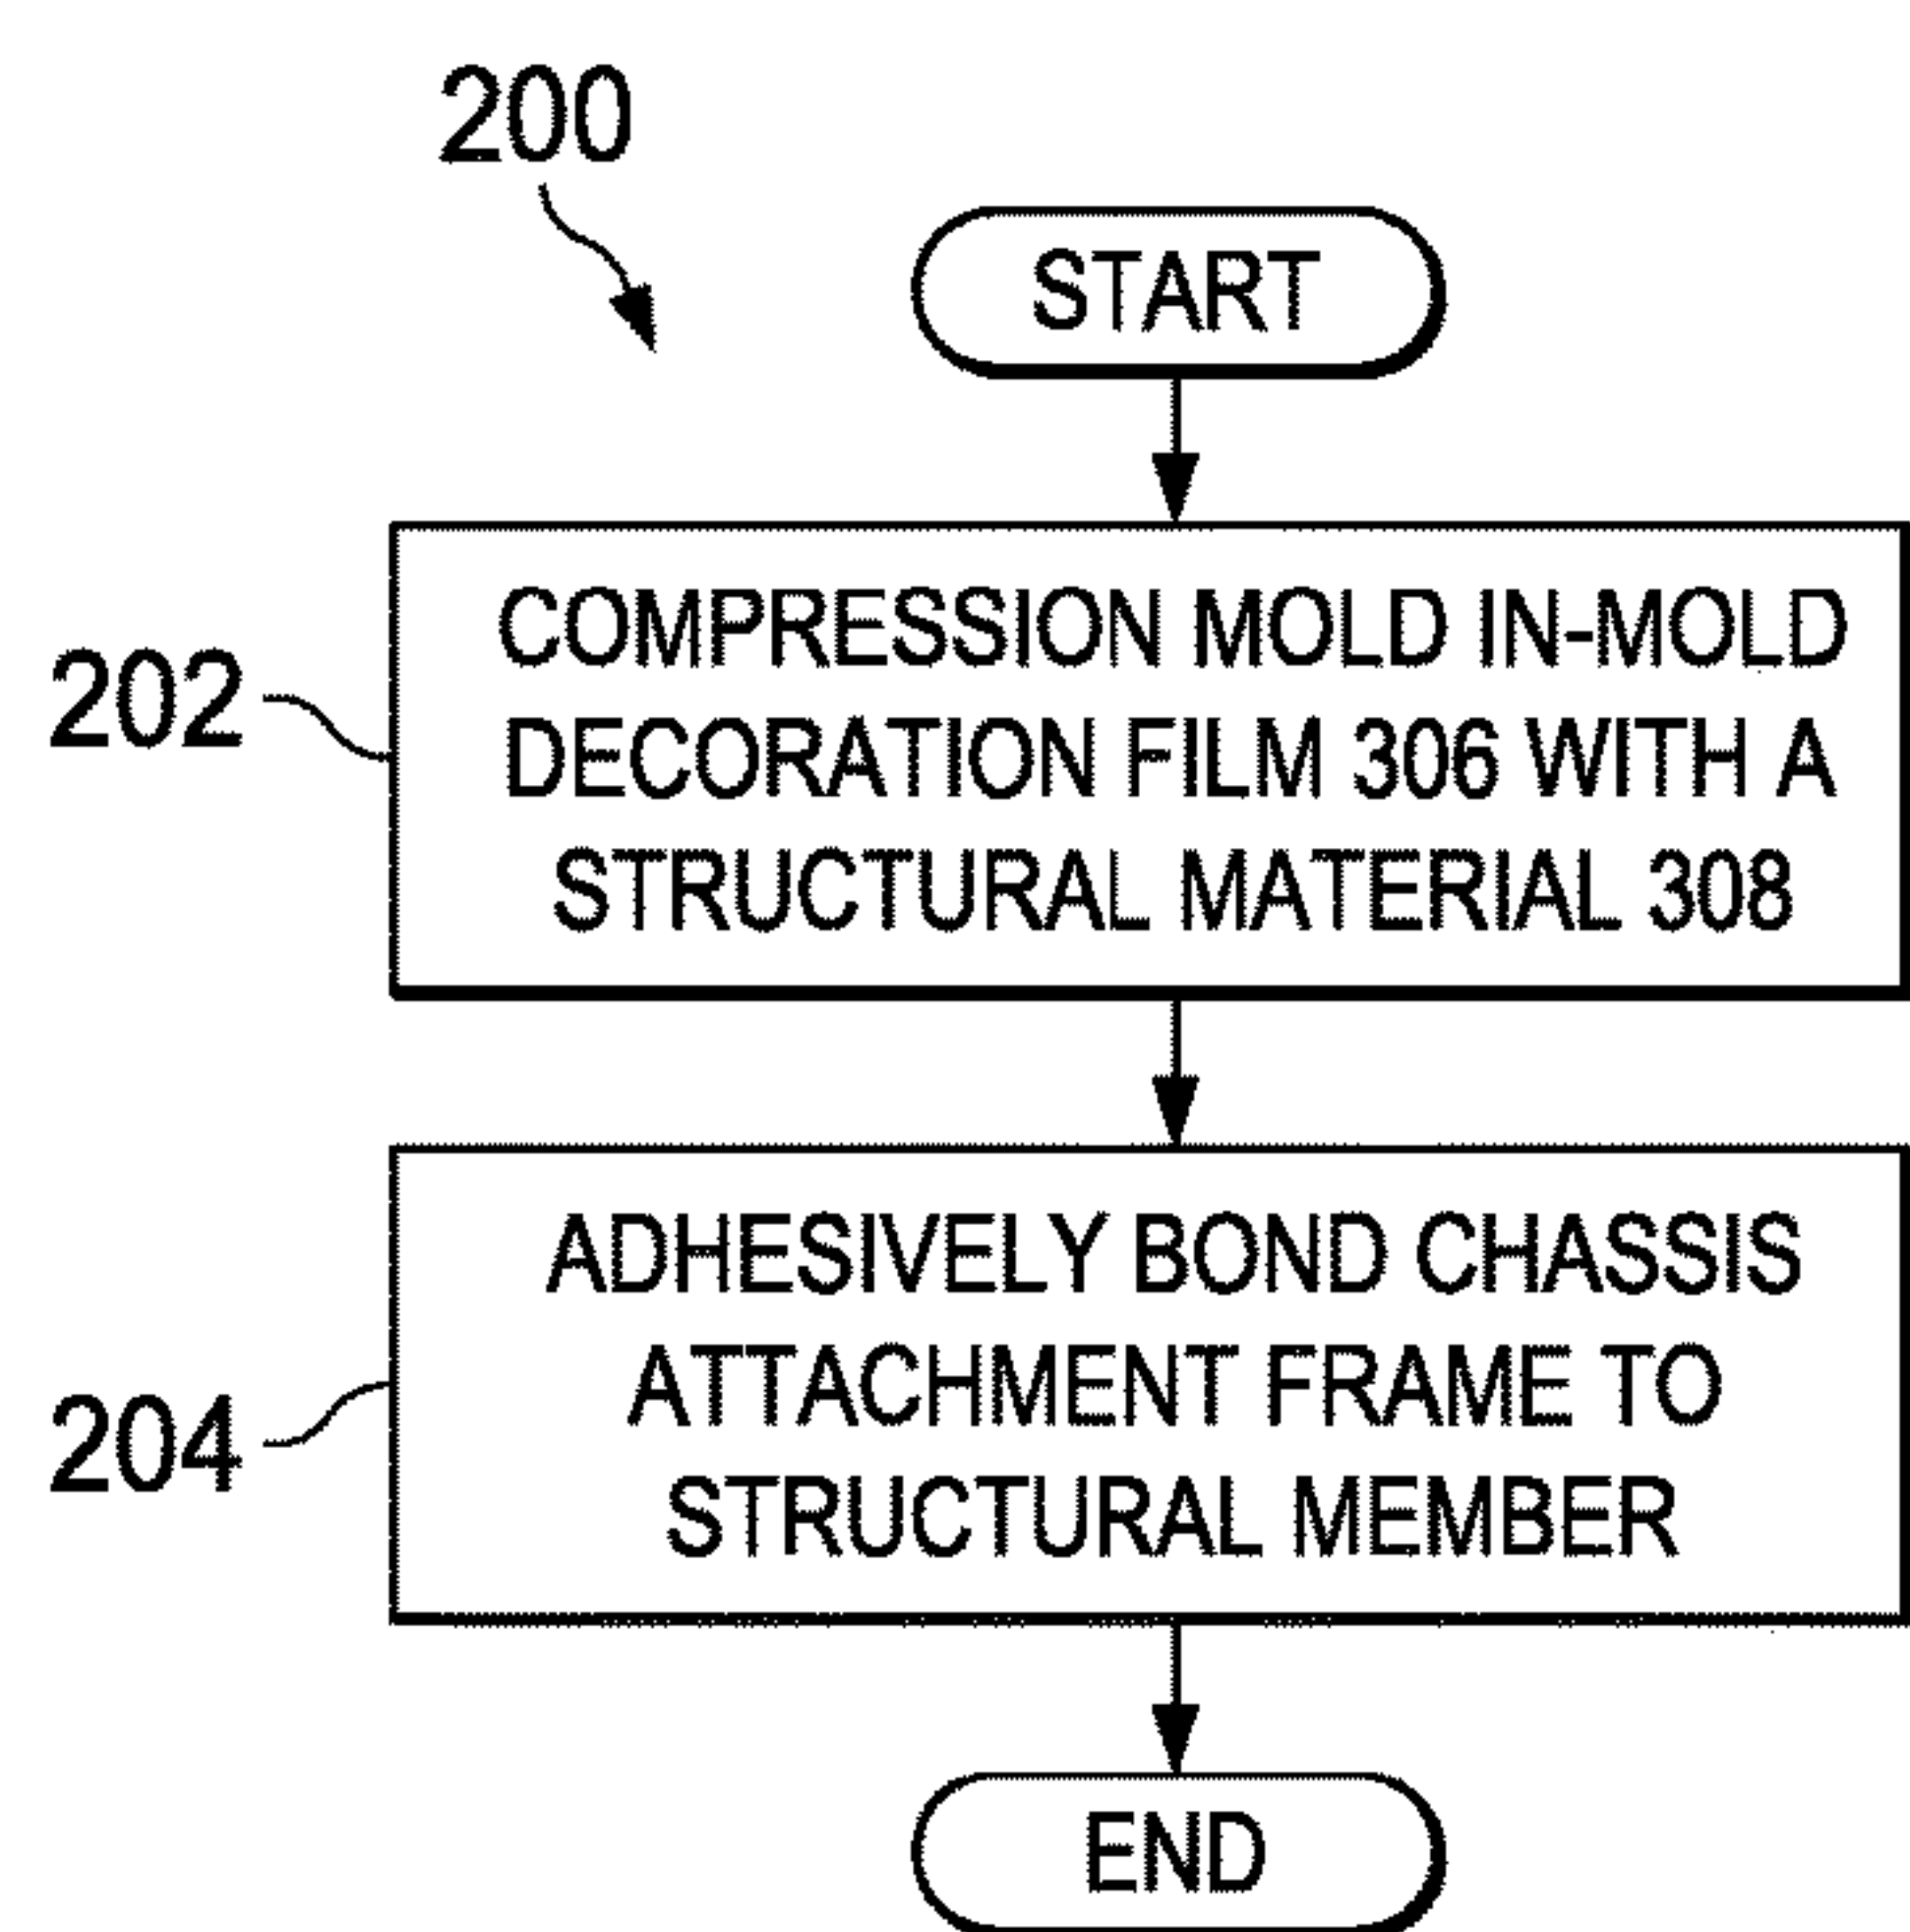 200
START
202
COMPRESSION MOLD IN-MOLD
DECORATION FILM 306 WITH A
STRUCTURAL MATERIAL 308
204
ADHESIVELY BOND CHASSIS
ATTACHMENT FRAME TO
STRUCTURAL MEMBER
END